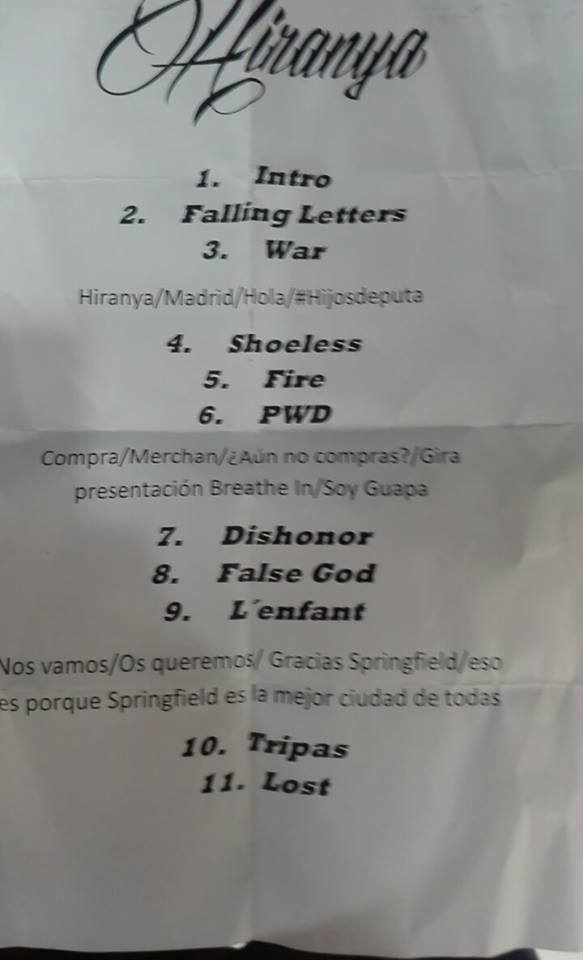 Hiranya
1. Intro
2. Falling Letters
3. War
Hiranya/Madrid/Hola/#Hijosdeputa
4. Shoeless
5. Fire
6. PWD
Compra/Merchan/¿Aún no compras?/Gira
presentación Breathe In/Soy Guapa
7. Dishonor
8. False God
9. L´enfant
Nos vamos/Os queremos/ Gracias Springfield/eso
es porque Springfield es la mejor ciudad de todas
10. Tripas
11. Lost